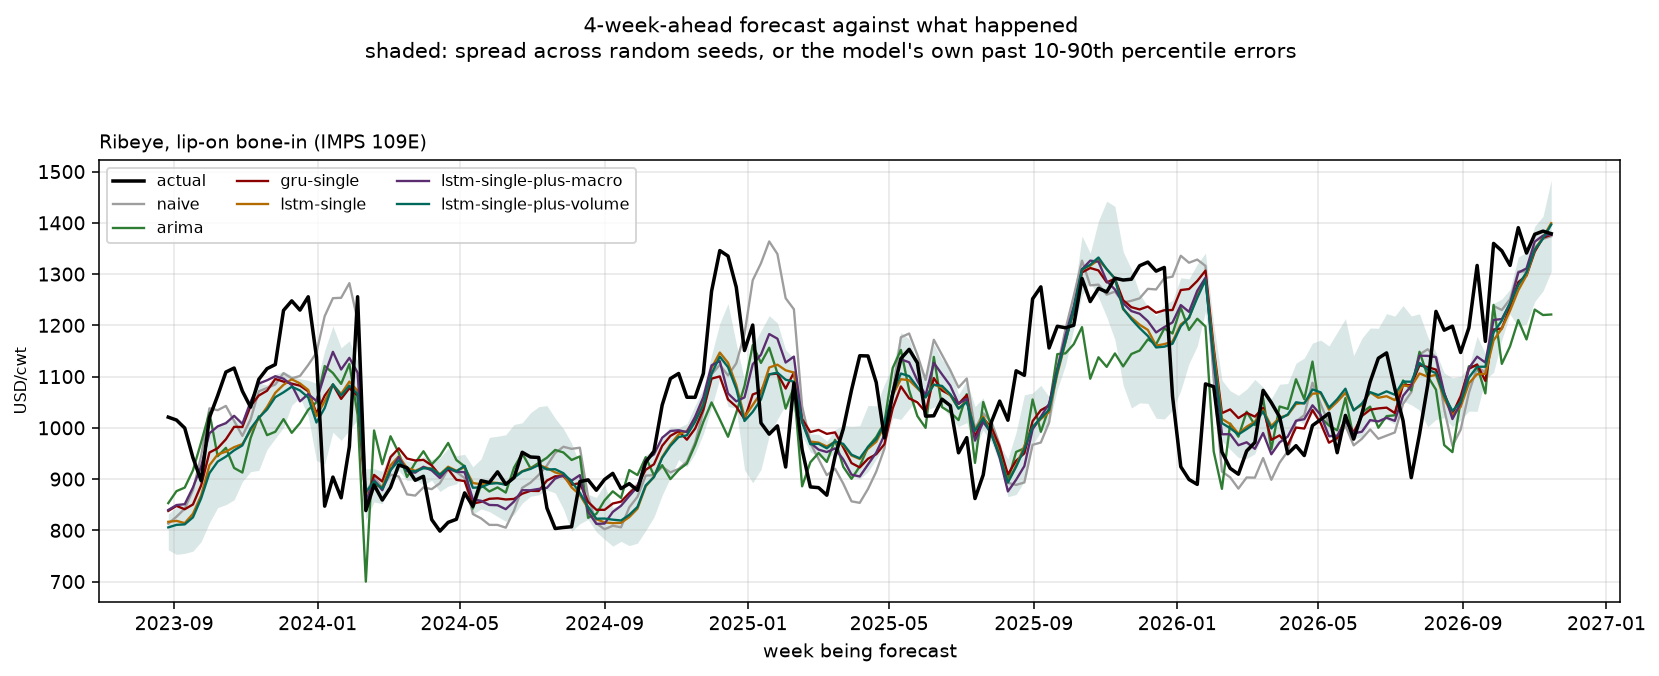 4-week-ahead forecast against what happened
shaded: spread across random seeds, or the model's own past 10-90th percentile errors
Ribeye, lip-on bone-in (IMPS 109E)
actual
naive
arima
gru-single
lstm-single
lstm-single-plus-macro
lstm-single-plus-volume
USD/cwt
1500
1400
1300
1200
1100
1000
900
800
700
2023-09
2024-01
2024-05
2024-09
2025-01
2025-05
2025-09
2026-01
2026-05
2026-09
2027-01
week being forecast